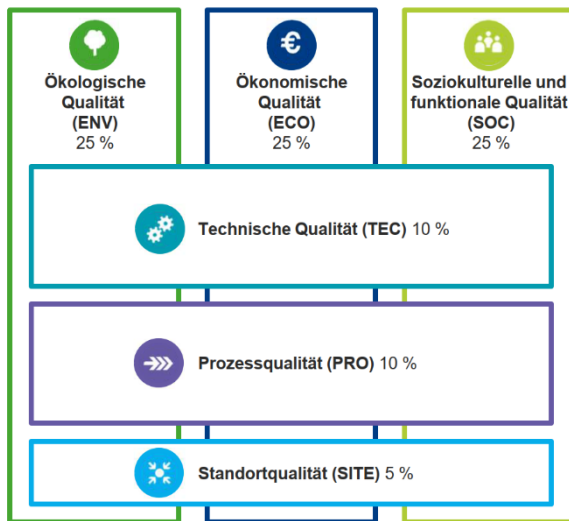 Ökologische
Qualität
(ENV)
25 %
€
Ökonomische
Qualität
(ECO)
25 %
Soziokulturelle und
funktionale Qualität
(SOC)
25 %
Technische Qualität (TEC) 10 %
Prozessqualität (PRO) 10 %
Standortqualität (SITE) 5 %